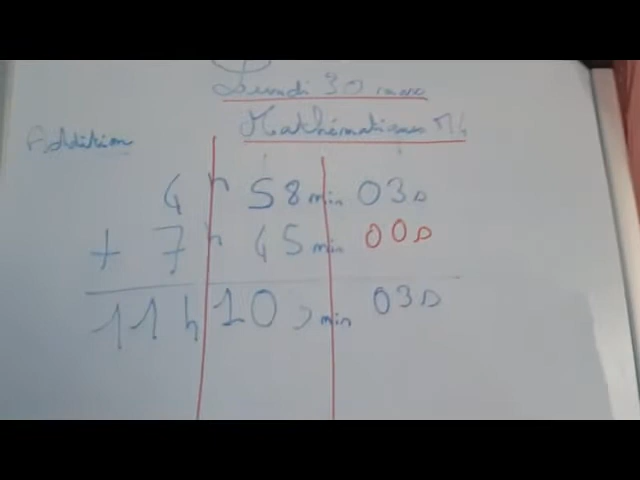 Lundi 30 mars
Mathématiques
Addition
4 h 58 min 03 s
+ 7 h 45 min 00 s
11 h 10 min 03 s